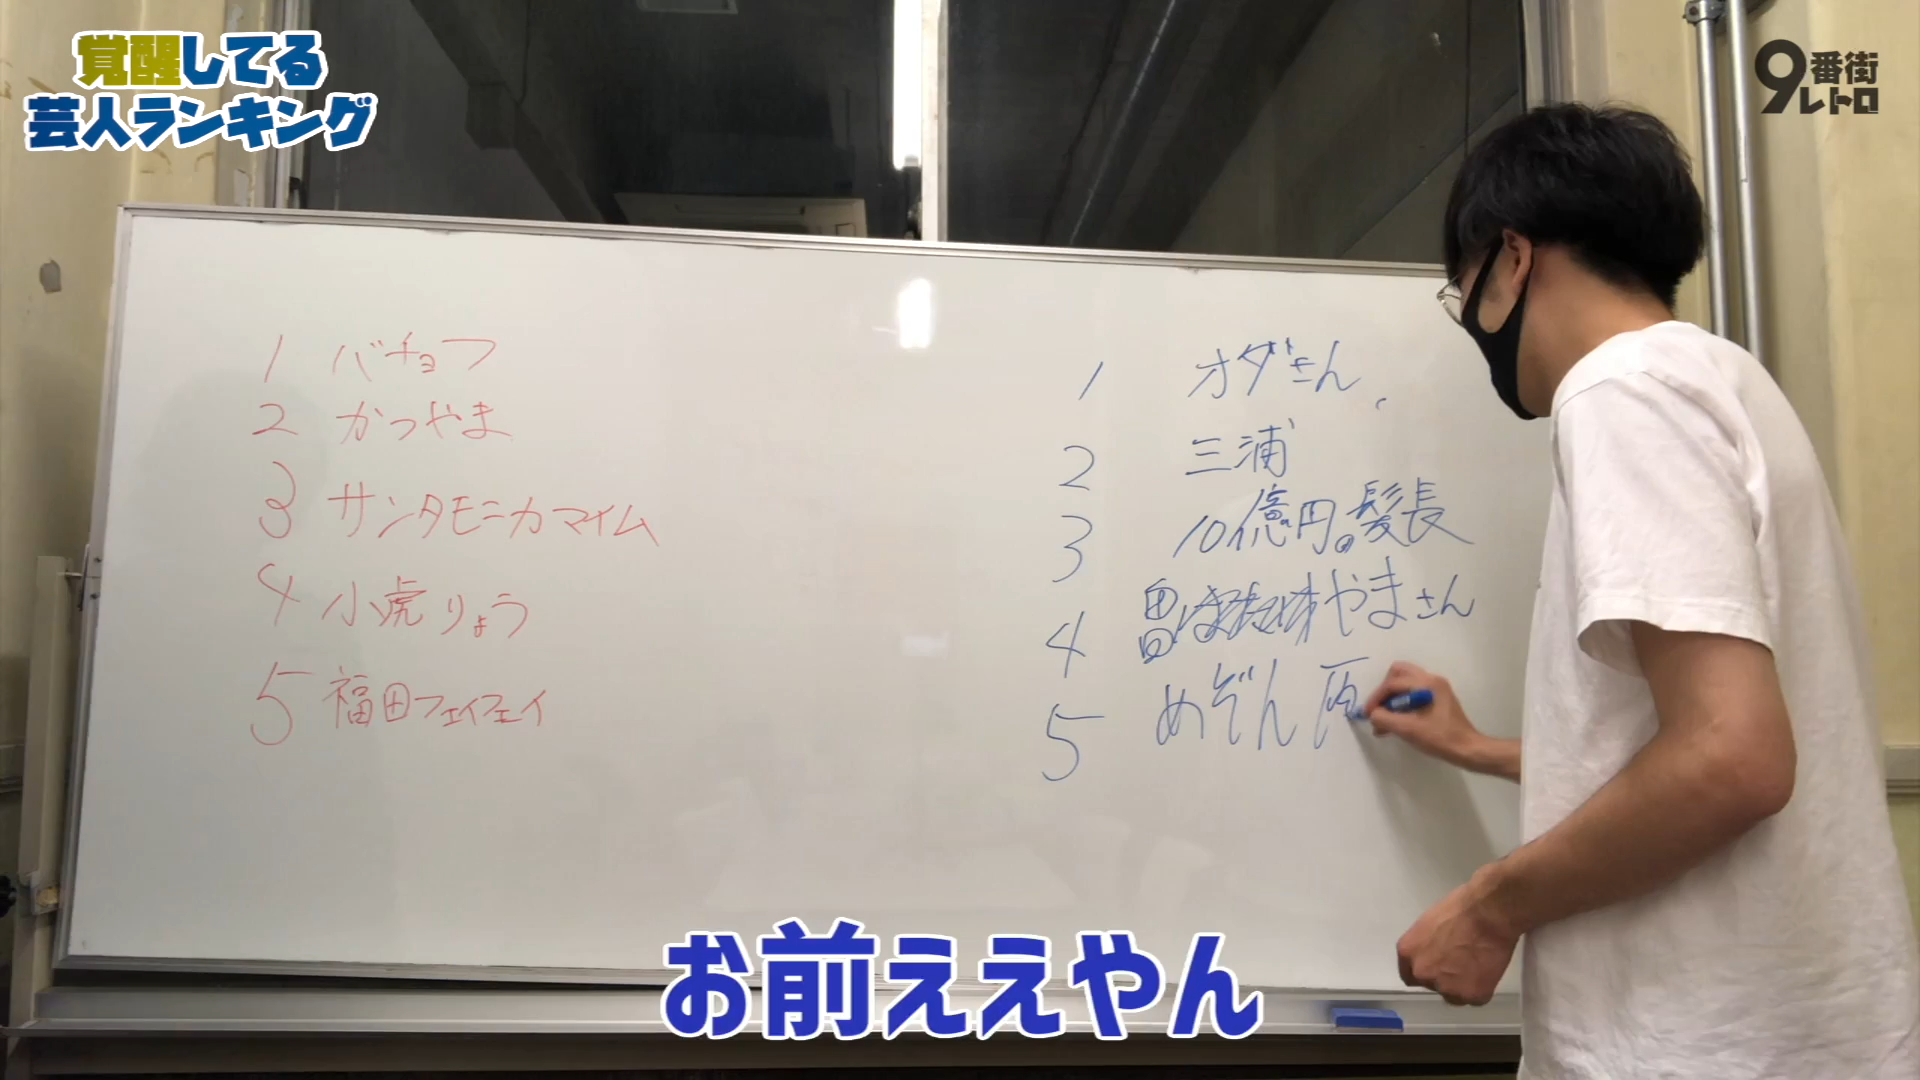 覚醒してる
芸人ランキング
9番街
レトロ
1 バチョフ
2 かつやま
3 サンタモニカマイム
4 小虎りょう
5 福田フェイフェイ
1 オダさん
2 三浦
3 10億円。髪長
4 やまさん
5 めぞん
お前ええやん